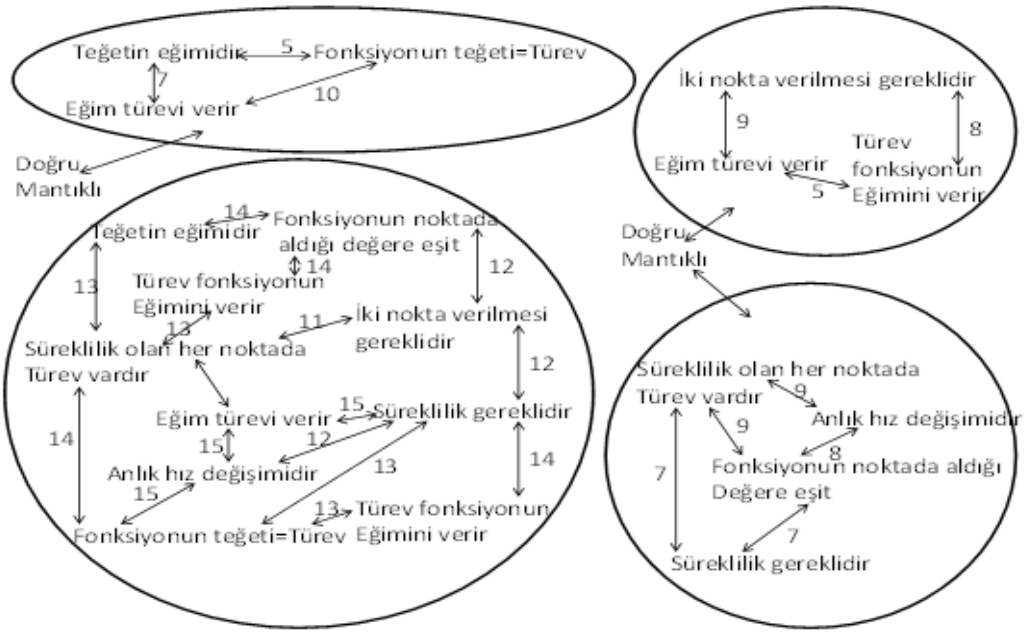 Teğetin eğimidir 5 Fonksiyonun teğeti=Türev
7
10
Eğim türevi verir
Doğru
Mantıklı
İki nokta verilmesi gereklidir
9
8
Eğim türevi verir
Türev
fonksiyonun
Eğimini verir
5
Doğru
Mantıklı
Teğetin eğimidir
14
Fonksiyonun noktada
aldığı değere eşit
14
12
13
Türev fonksiyonun
Eğimini verir
13
11
İki nokta verilmesi
gereklidir
Süreklilik olan her noktada
Türev vardır
12
Eğim türevi verir
15
Süreklilik gereklidir
14
15
12
Anlık hız değişimidir
13
14
15
Fonksiyonun teğeti=Türev
13
Türev fonksiyonun
Eğimini verir
Süreklilik olan her noktada
Türev vardır
9
Anlık hız değişimidir
9
8
7
Fonksiyonun noktada aldığı
Değere eşit
7
Süreklilik gereklidir